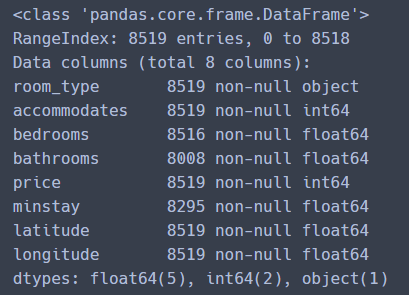 <class 'pandas.core.frame.DataFrame'>
RangeIndex: 8519 entries, 0 to 8518
Data columns (total 8 columns):
room_type       8519 non-null object
accommodates    8519 non-null int64
bedrooms        8516 non-null float64
bathrooms       8008 non-null float64
price           8519 non-null int64
minstay         8295 non-null float64
latitude        8519 non-null float64
longitude       8519 non-null float64
dtypes: float64(5), int64(2), object(1)